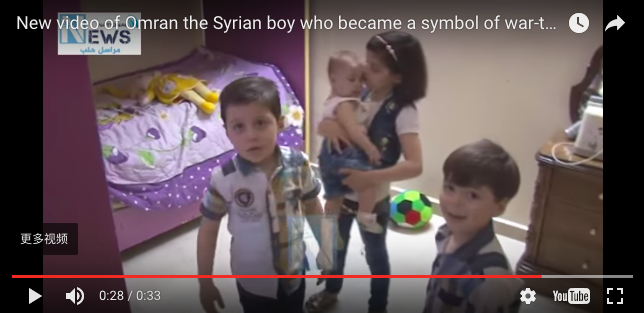 New video of Omran the Syrian boy who became a symbol of war-t...
NEWS
مراسل حلب
更多视频
0:28 / 0:33
YouTube